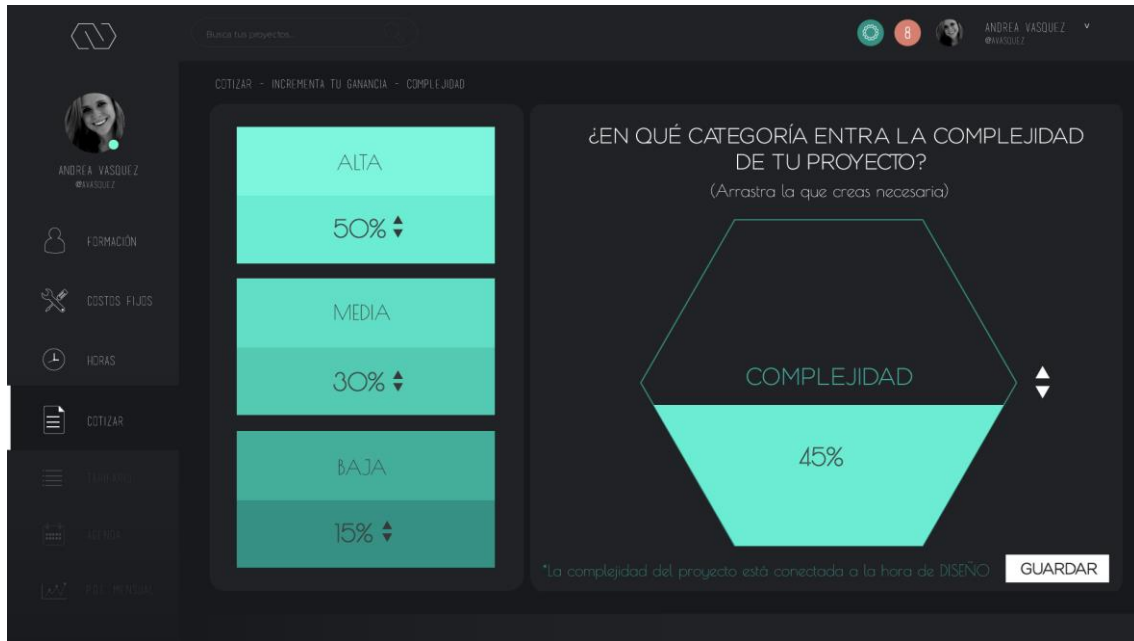 Busca tus proyectos.
8
ANDREA VASQUEZ
@AVASQUEZ
ANDREA VASQUEZ
@AVASQUEZ
FORMACIÓN
COSTOS FIJOS
HORAS
COTIZAR
AGENDA
COTIZAR - INCREMENTA TU GANANCIA - COMPLEJIDAD
ALTA
50%
MEDIA
30%
BAJA
15%
¿EN QUÉ CATEGORÍA ENTRA LA COMPLEJIDAD
DE TU PROYECTO?
(Arrastra la que creas necesaria)
COMPLEJIDAD
45%
*La complejidad del proyecto está conectada a la hora de DISEÑO
GUARDAR